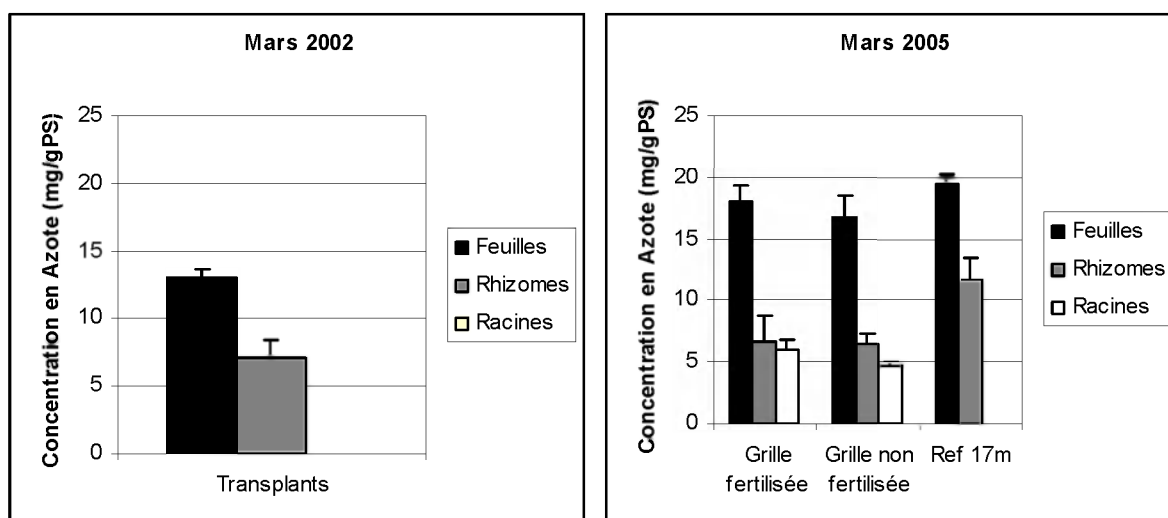 Mars 2002
Concentration en Azote (mg/gPS)
25
20
15
10
5
0
Transplants
Feuilles
Rhizomes
Racines
Mars 2005
Concentration en Azote (mg/gPS)
25
20
15
10
5
0
Grille
fertilisée
Grille non
fertilisée
Ref 17m
Feuilles
Rhizomes
Racines